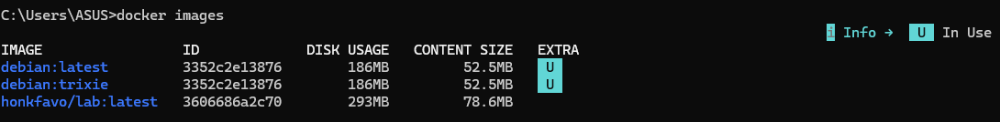 C:\Users\ASUS>docker images
i Info → U In Use
IMAGE ID DISK USAGE CONTENT SIZE EXTRA
debian:latest 3352c2e13876 186MB 52.5MB U
debian:trixie 3352c2e13876 186MB 52.5MB U
honkfavo/lab:latest 3606686a2c70 293MB 78.6MB